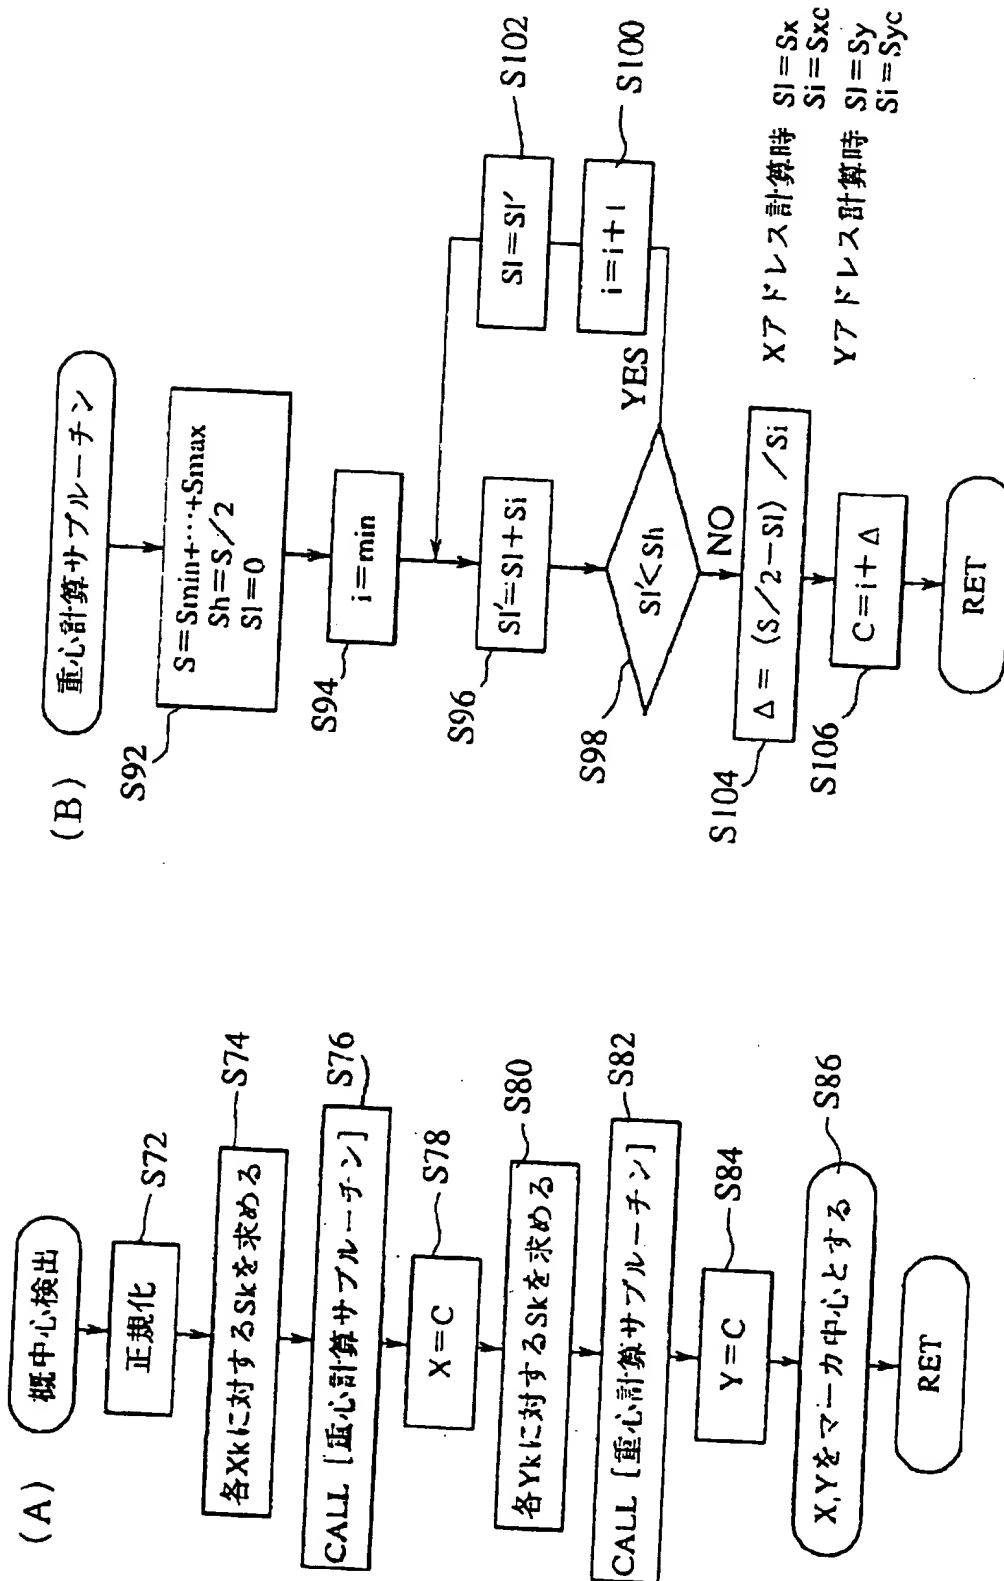 (A)
概中心検出
正規化
S72
各Xkに対するSkを求める
S74
CALL [重心計算サブルーチン]
S76
X=C
S78
各Ykに対するSkを求める
S80
CALL [重心計算サブルーチン]
S82
Y=C
S84
X,Yをマーカ中心とする
S86
RET
(B)
重心計算サブルーチン
S92
S=Smin+…+Smax
Sh=S/2
Sl=0
S94
i=min
S96
Sl'=Sl+Si
S98
Sl'<Sh
YES
NO
i=i+1
S100
Sl=Sl'
S102
S104
Δ= (S/2-Sl) /Si
S106
C=i+Δ
RET
Xアドレス計算時 Sl=Sx
Si=Sxc
Yアドレス計算時 Sl=Sy
Si=Syc